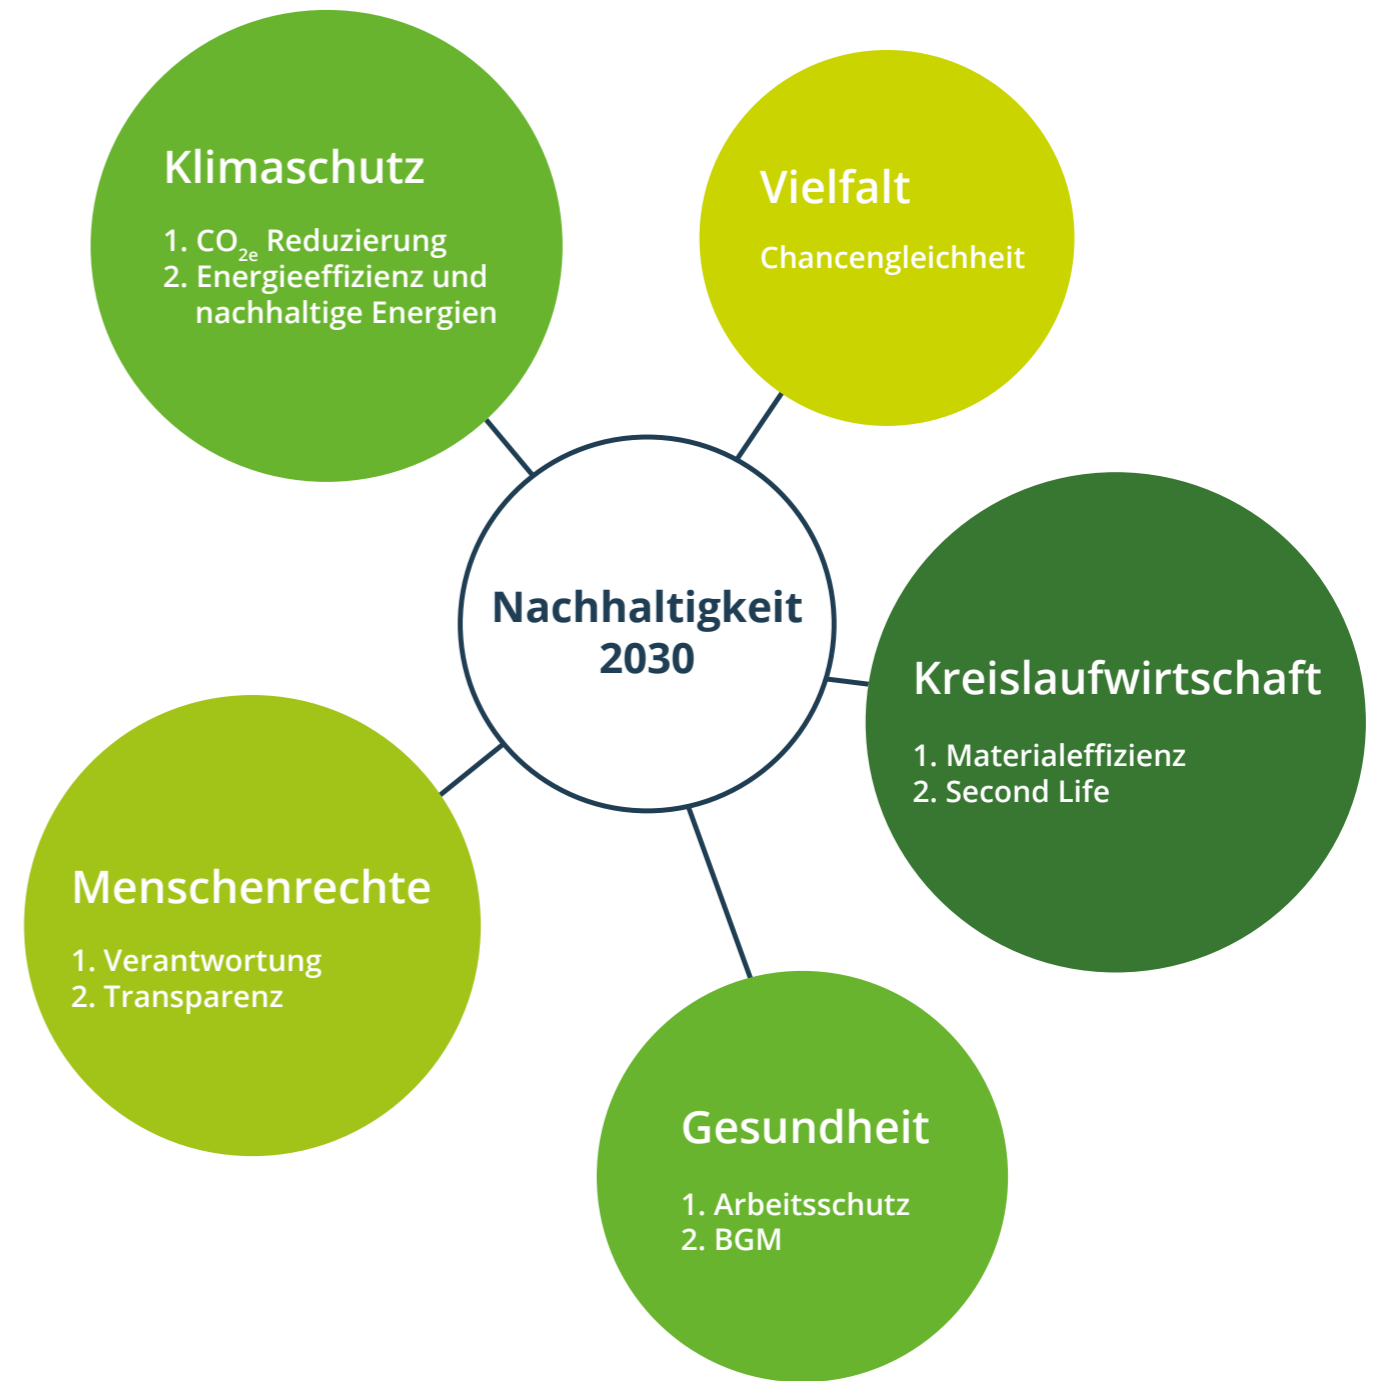 Klimaschutz
1. CO2e Reduzierung
2. Energieeffizienz und
nachhaltige Energien
Vielfalt
Chancengleichheit
Nachhaltigkeit
2030
Kreislaufwirtschaft
1. Materialeffizienz
2. Second Life
Menschenrechte
1. Verantwortung
2. Transparenz
Gesundheit
1. Arbeitsschutz
2. BGM